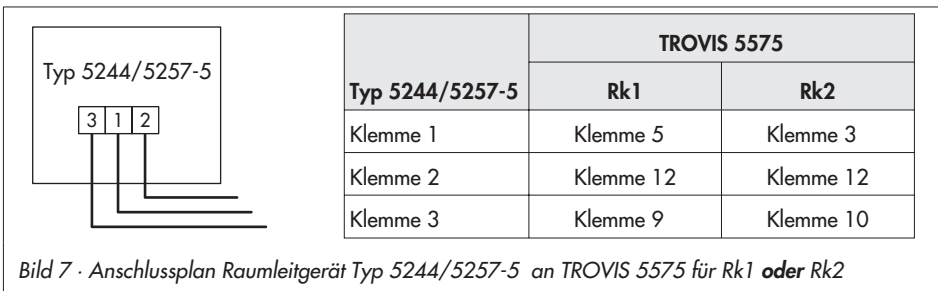 Typ 5244/5257-5
3 1 2
TROVIS 5575
Typ 5244/5257-5 Rk1 Rk2
Klemme 1 Klemme 5 Klemme 3
Klemme 2 Klemme 12 Klemme 12
Klemme 3 Klemme 9 Klemme 10
Bild 7 · Anschlussplan Raumleitgerät Typ 5244/5257-5 an TROVIS 5575 für Rk1 oder Rk2